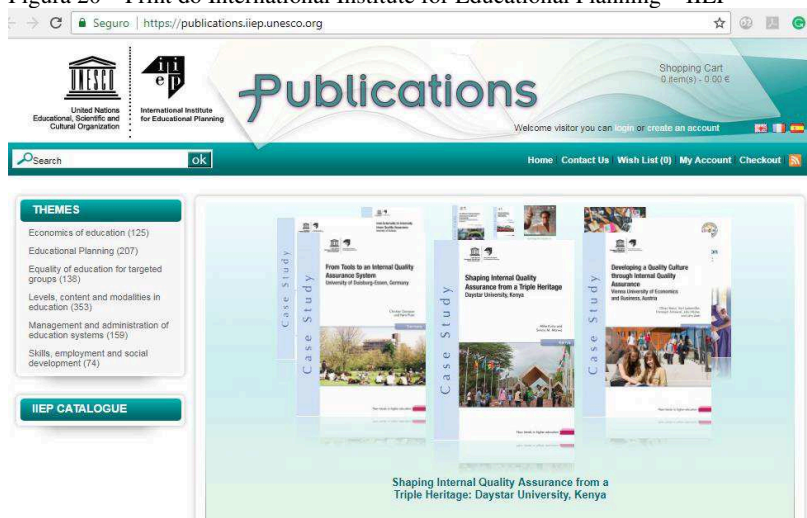 Figura 20 – Print do International Institute for Educational Planning – IIEP
Seguro | https://publications.iiep.unesco.org
UNESCO
United Nations
Educational, Scientific and
Cultural Organization
iiep
International Institute
for Educational Planning
Publications
Shopping Cart
0 item(s) - 0.00 €
Welcome visitor you can login or create an account
Search
ok
Home Contact Us Wish List (0) My Account Checkout
THEMES
Economics of education (125)
Educational Planning (207)
Equality of education for targeted
groups (138)
Levels, content and modalities in
education (353)
Management and administration of
education systems (159)
Skills, employment and social
development (74)
IIEP CATALOGUE
Case Study
From Tools to an Internal Quality
Assurance System
University of Duisburg-Essen, Germany
Case Study
Shaping Internal Quality
Assurance from a Triple Heritage
Daystar University, Kenya
Case Study
Developing a Quality Culture
through Internal Quality
Assurance
Vienna University of Economics
and Business, Austria
Shaping Internal Quality Assurance from a
Triple Heritage: Daystar University, Kenya